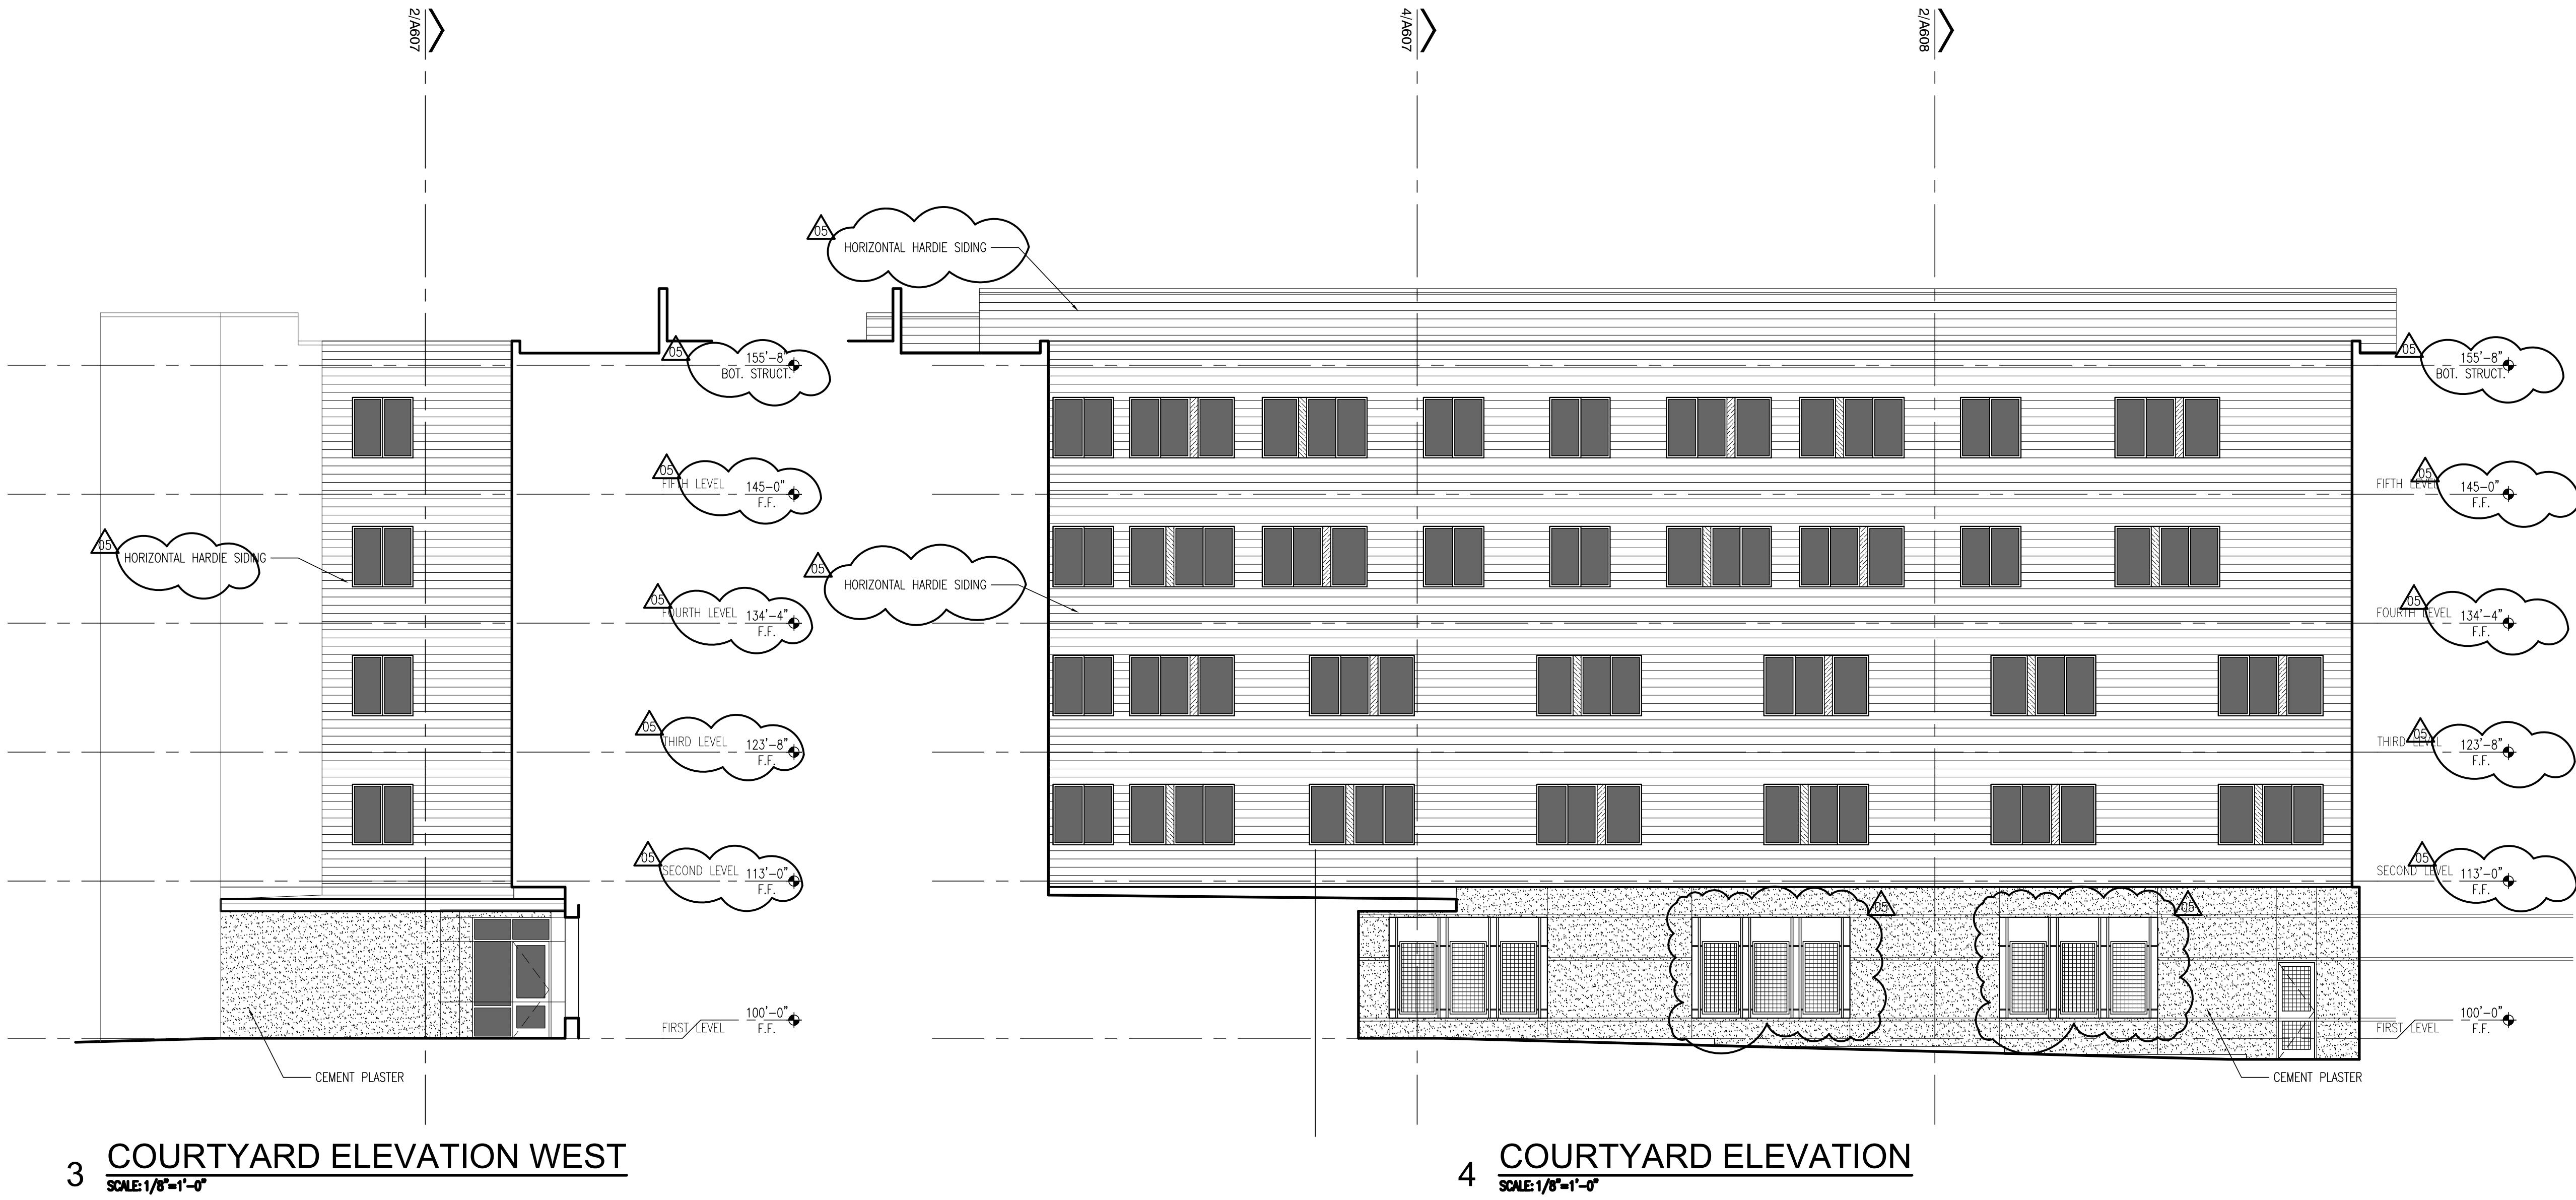 2/A607
4/A607
2/A608
05
HORIZONTAL HARDIE SIDING
05
155'-8"
BOT. STRUCT.
05
FIFTH LEVEL 145-0"
F.F.
05
HORIZONTAL HARDIE SIDING
05
FOURTH LEVEL 134'-4"
F.F.
05
THIRD LEVEL 123'-8"
F.F.
05
SECOND LEVEL 113'-0"
F.F.
FIRST LEVEL 100'-0"
F.F.
CEMENT PLASTER
05
HORIZONTAL HARDIE SIDING
05
155'-8"
BOT. STRUCT.
05
FIFTH LEVEL 145-0"
F.F.
05
FOURTH LEVEL 134'-4"
F.F.
05
THIRD LEVEL 123'-8"
F.F.
05
SECOND LEVEL 113'-0"
F.F.
05
05
FIRST LEVEL 100'-0"
F.F.
CEMENT PLASTER
3 COURTYARD ELEVATION WEST
SCALE: 1/8"=1'-0"
4 COURTYARD ELEVATION
SCALE: 1/8"=1'-0"